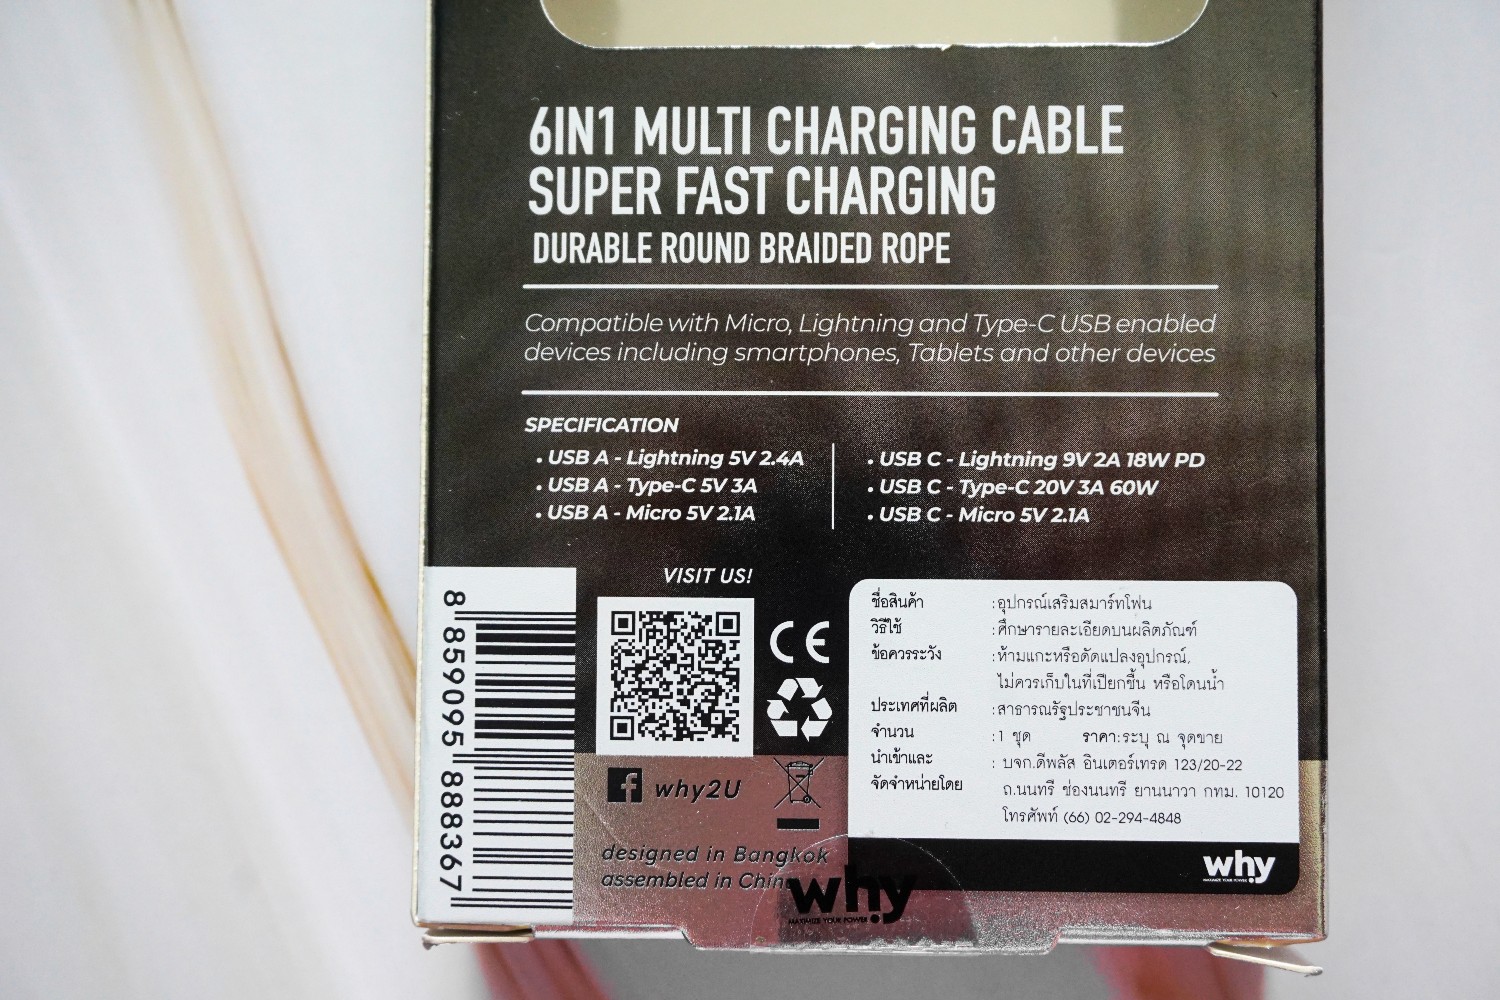 6IN1 MULTI CHARGING CABLE
SUPER FAST CHARGING
DURABLE ROUND BRAIDED ROPE
Compatible with Micro, Lightning and Type-C USB enabled
devices including smartphones, Tablets and other devices
SPECIFICATION
• USB A - Lightning 5V 2.4A
• USB A - Type-C 5V 3A
• USB A - Micro 5V 2.1A
• USB C - Lightning 9V 2A 18W PD
• USB C - Type-C 20V 3A 60W
• USB C - Micro 5V 2.1A
8 859095 888367
VISIT US!
CE
why2U
designed in Bangkok
assembled in China
why
MAXIMIZE YOUR POWER
ชื่อสินค้า :อุปกรณ์เสริมสมาร์ทโฟน
วิธีใช้ :ศึกษารายละเอียดบนผลิตภัณฑ์
ข้อควรระวัง :ห้ามแกะหรือดัดแปลงอุปกรณ์,
ไม่ควรเก็บในที่เปียกชื้น หรือโดนน้ำ
ประเทศที่ผลิต :สาธารณรัฐประชาชนจีน
จำนวน :1 ชุด ราคา:ระบุ ณ จุดขาย
นำเข้าและ : บจก.ดีพลัส อินเตอร์เทรด 123/20-22
จัดจำหน่ายโดย ถ.นนทรี ช่องนนทรี ยานนาวา กทม. 10120
โทรศัพท์ (66) 02-294-4848
why
MAXIMIZE YOUR POWER